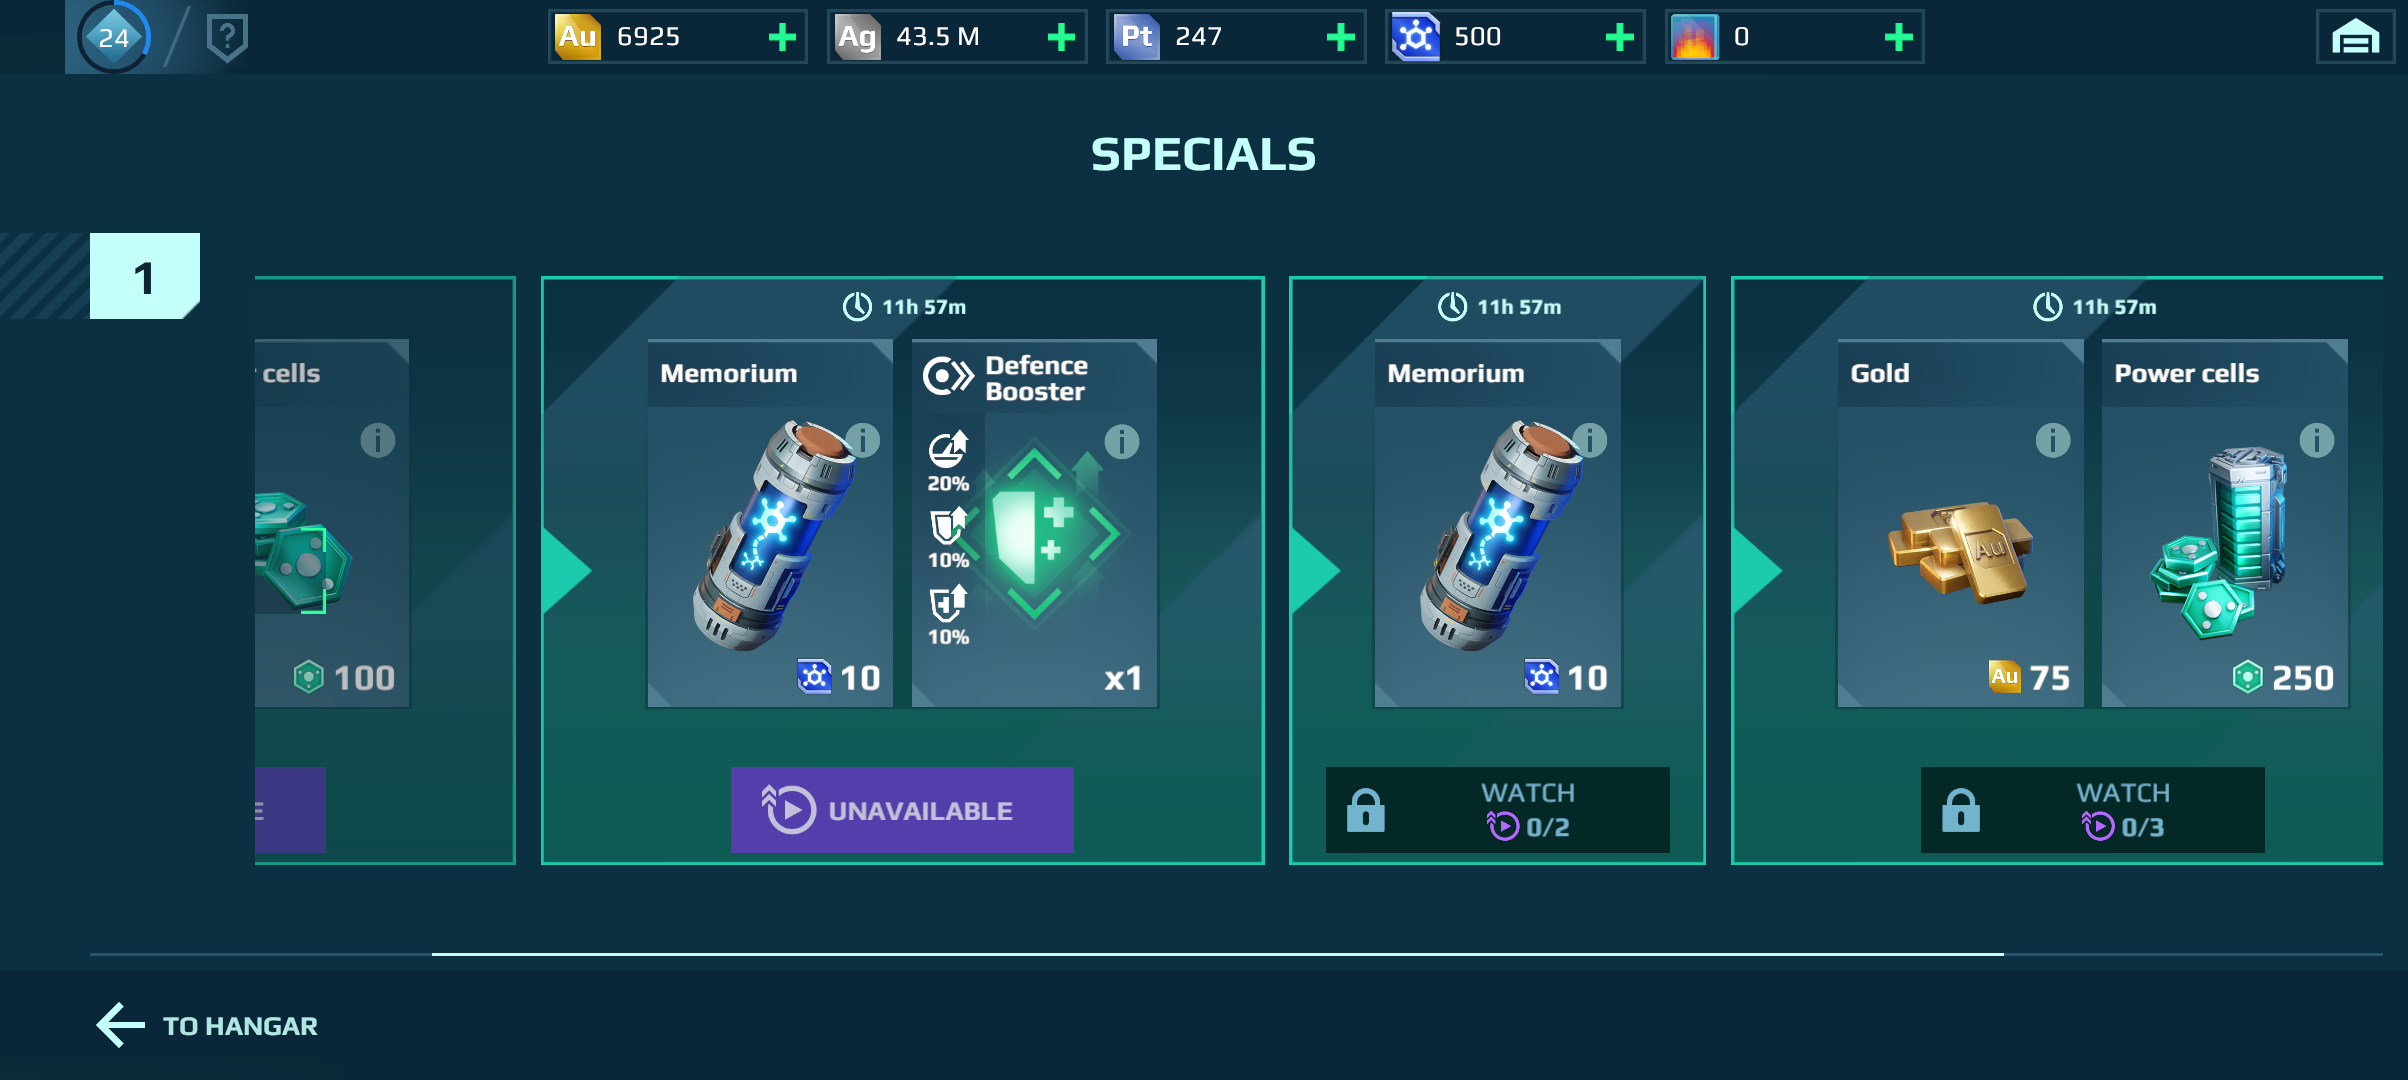 24
?
Au 6925
Ag 43.5 M
Pt 247
500
0
SPECIALS
1
cells
100
E
11h 57m
Memorium
10
Defence
Booster
20%
10%
10%
x1
UNAVAILABLE
11h 57m
Memorium
10
WATCH
0/2
11h 57m
Gold
Au
Au 75
Power cells
250
WATCH
0/3
TO HANGAR